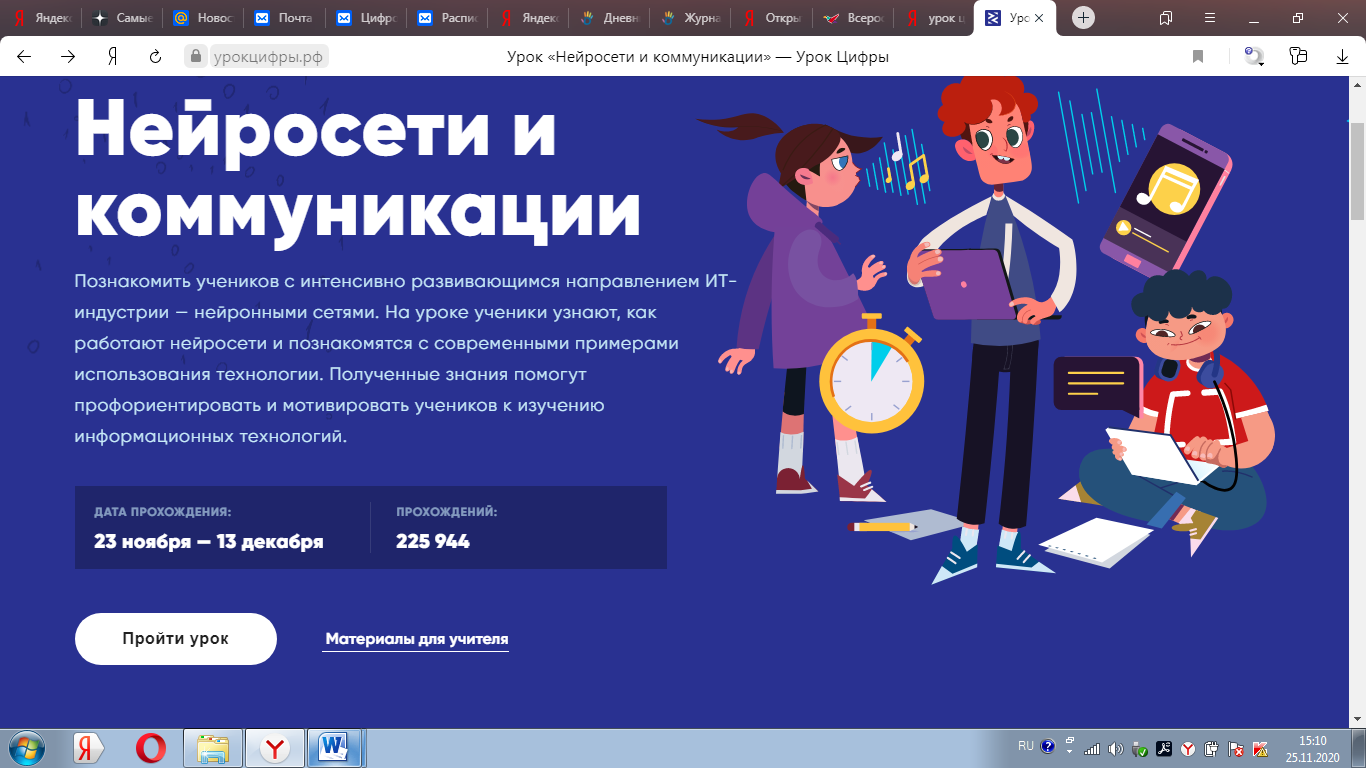 Яндекс
Самые
Новос
Почта
Цифро
Распис
Яндекс
Дневн
Журна
Откры
Всерос
урок ц
Уро
урокцифры.рф
Урок «Нейросети и коммуникации» — Урок Цифры
Нейросети и
коммуникации
Познакомить учеников с интенсивно развивающимся направлением ИТ-
индустрии — нейронными сетями. На уроке ученики узнают, как
работают нейросети и познакомятся с современными примерами
использования технологии. Полученные знания помогут
профориентировать и мотивировать учеников к изучению
информационных технологий.
ДАТА ПРОХОЖДЕНИЯ:
23 ноября — 13 декабря
ПРОХОЖДЕНИЙ:
225 944
Пройти урок
Материалы для учителя
RU
15:10
25.11.2020